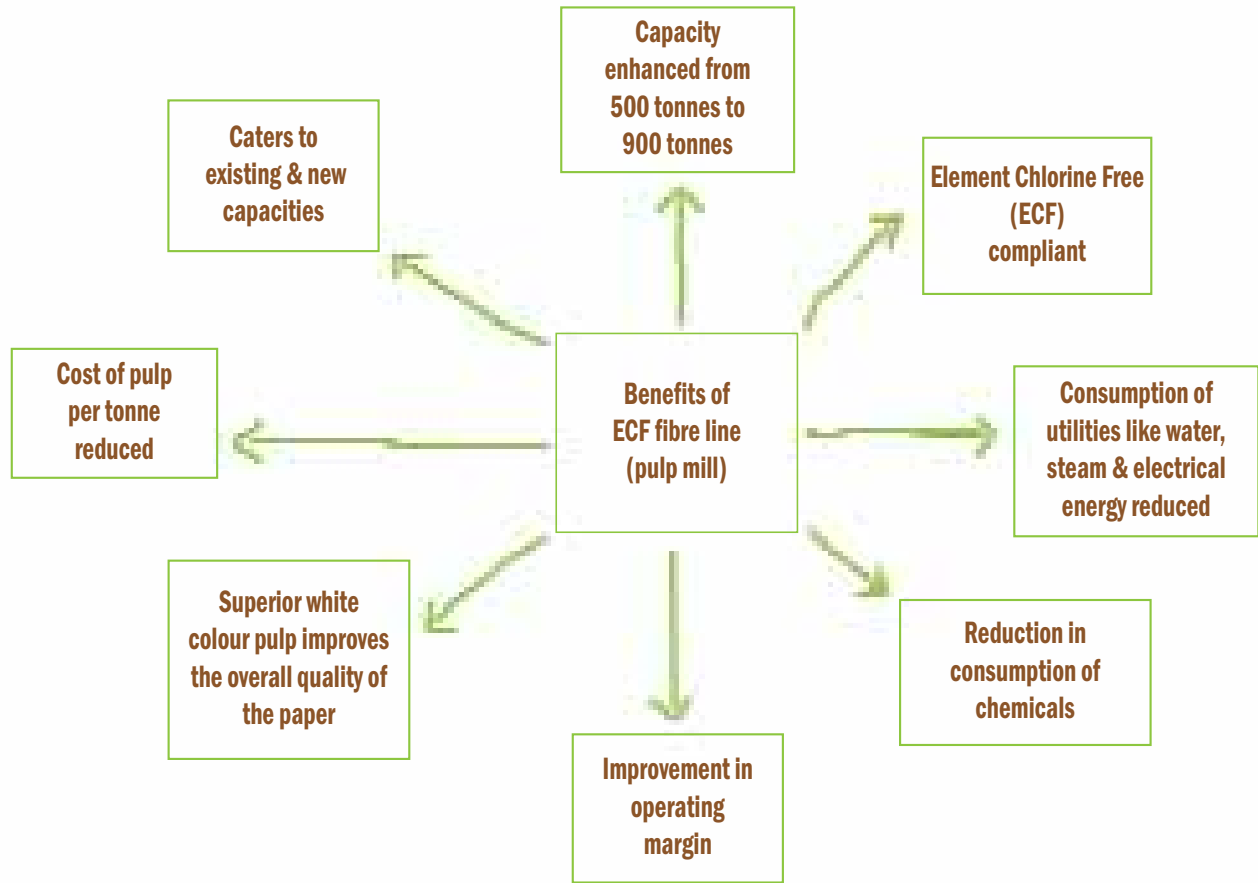 Capacity
enhanced from
500 tonnes to
900 tonnes
Caters to
existing & new
capacities
Element Chlorine Free
(ECF)
compliant
Cost of pulp
per tonne
reduced
Benefits of
ECF fibre line
(pulp mill)
Consumption of
utilities like water,
steam & electrical
energy reduced
Superior white
colour pulp improves
the overall quality of
the paper
Reduction in
consumption of
chemicals
Improvement in
operating
margin